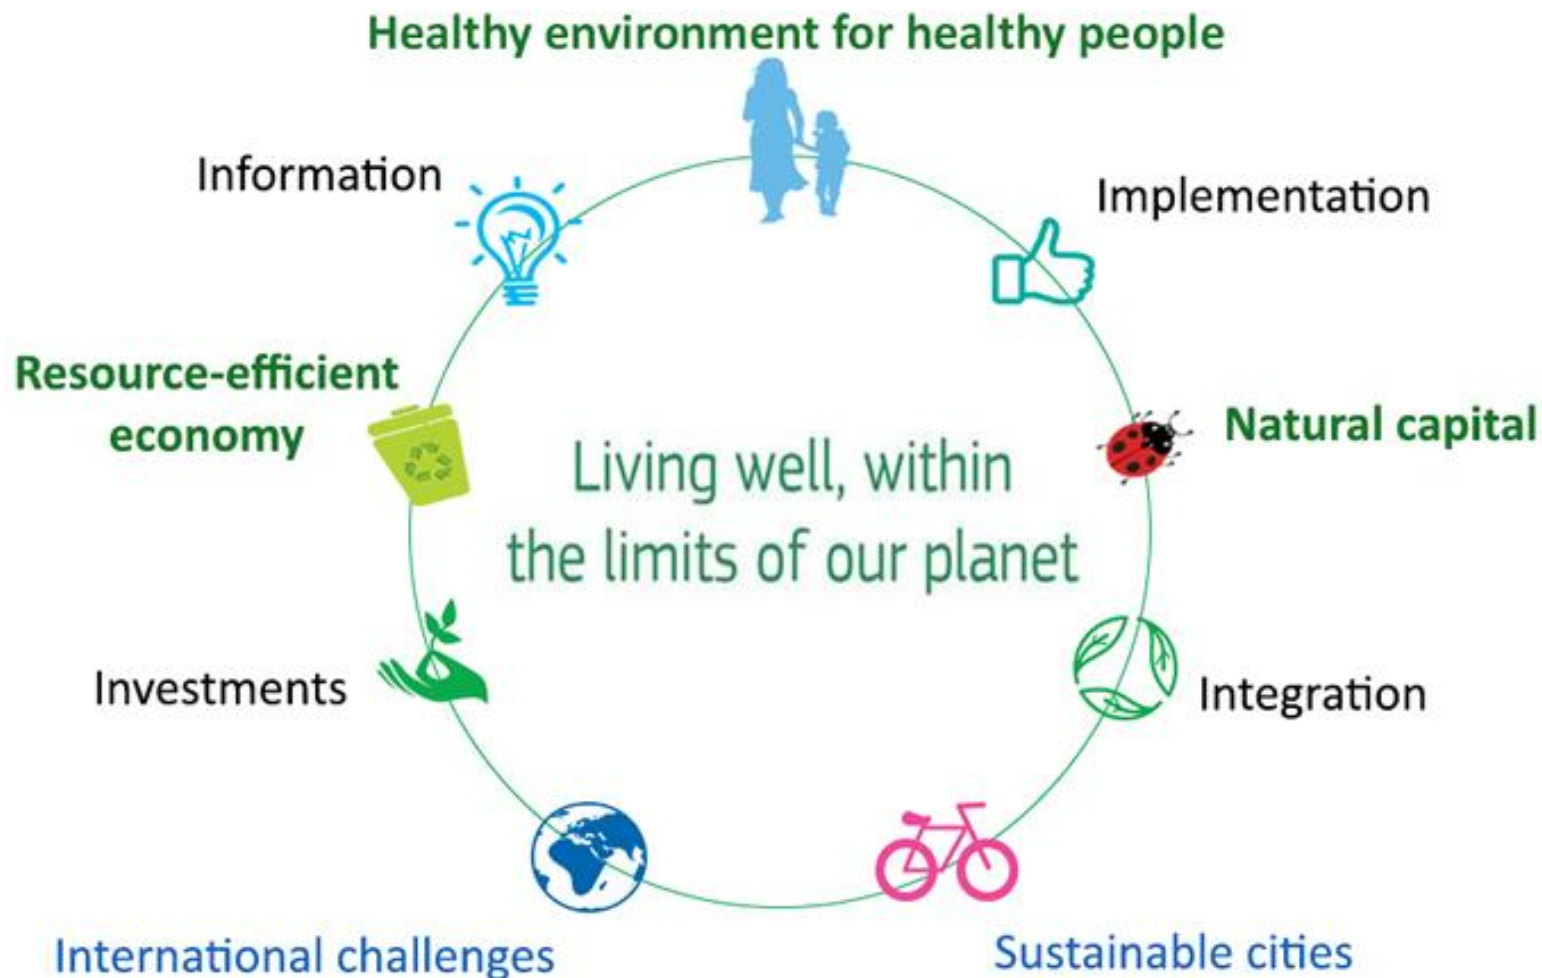 Healthy environment for healthy people
Information
Implementation
Resource-efficient
economy
Natural capital
Living well, within
the limits of our planet
Investments
Integration
International challenges
Sustainable cities